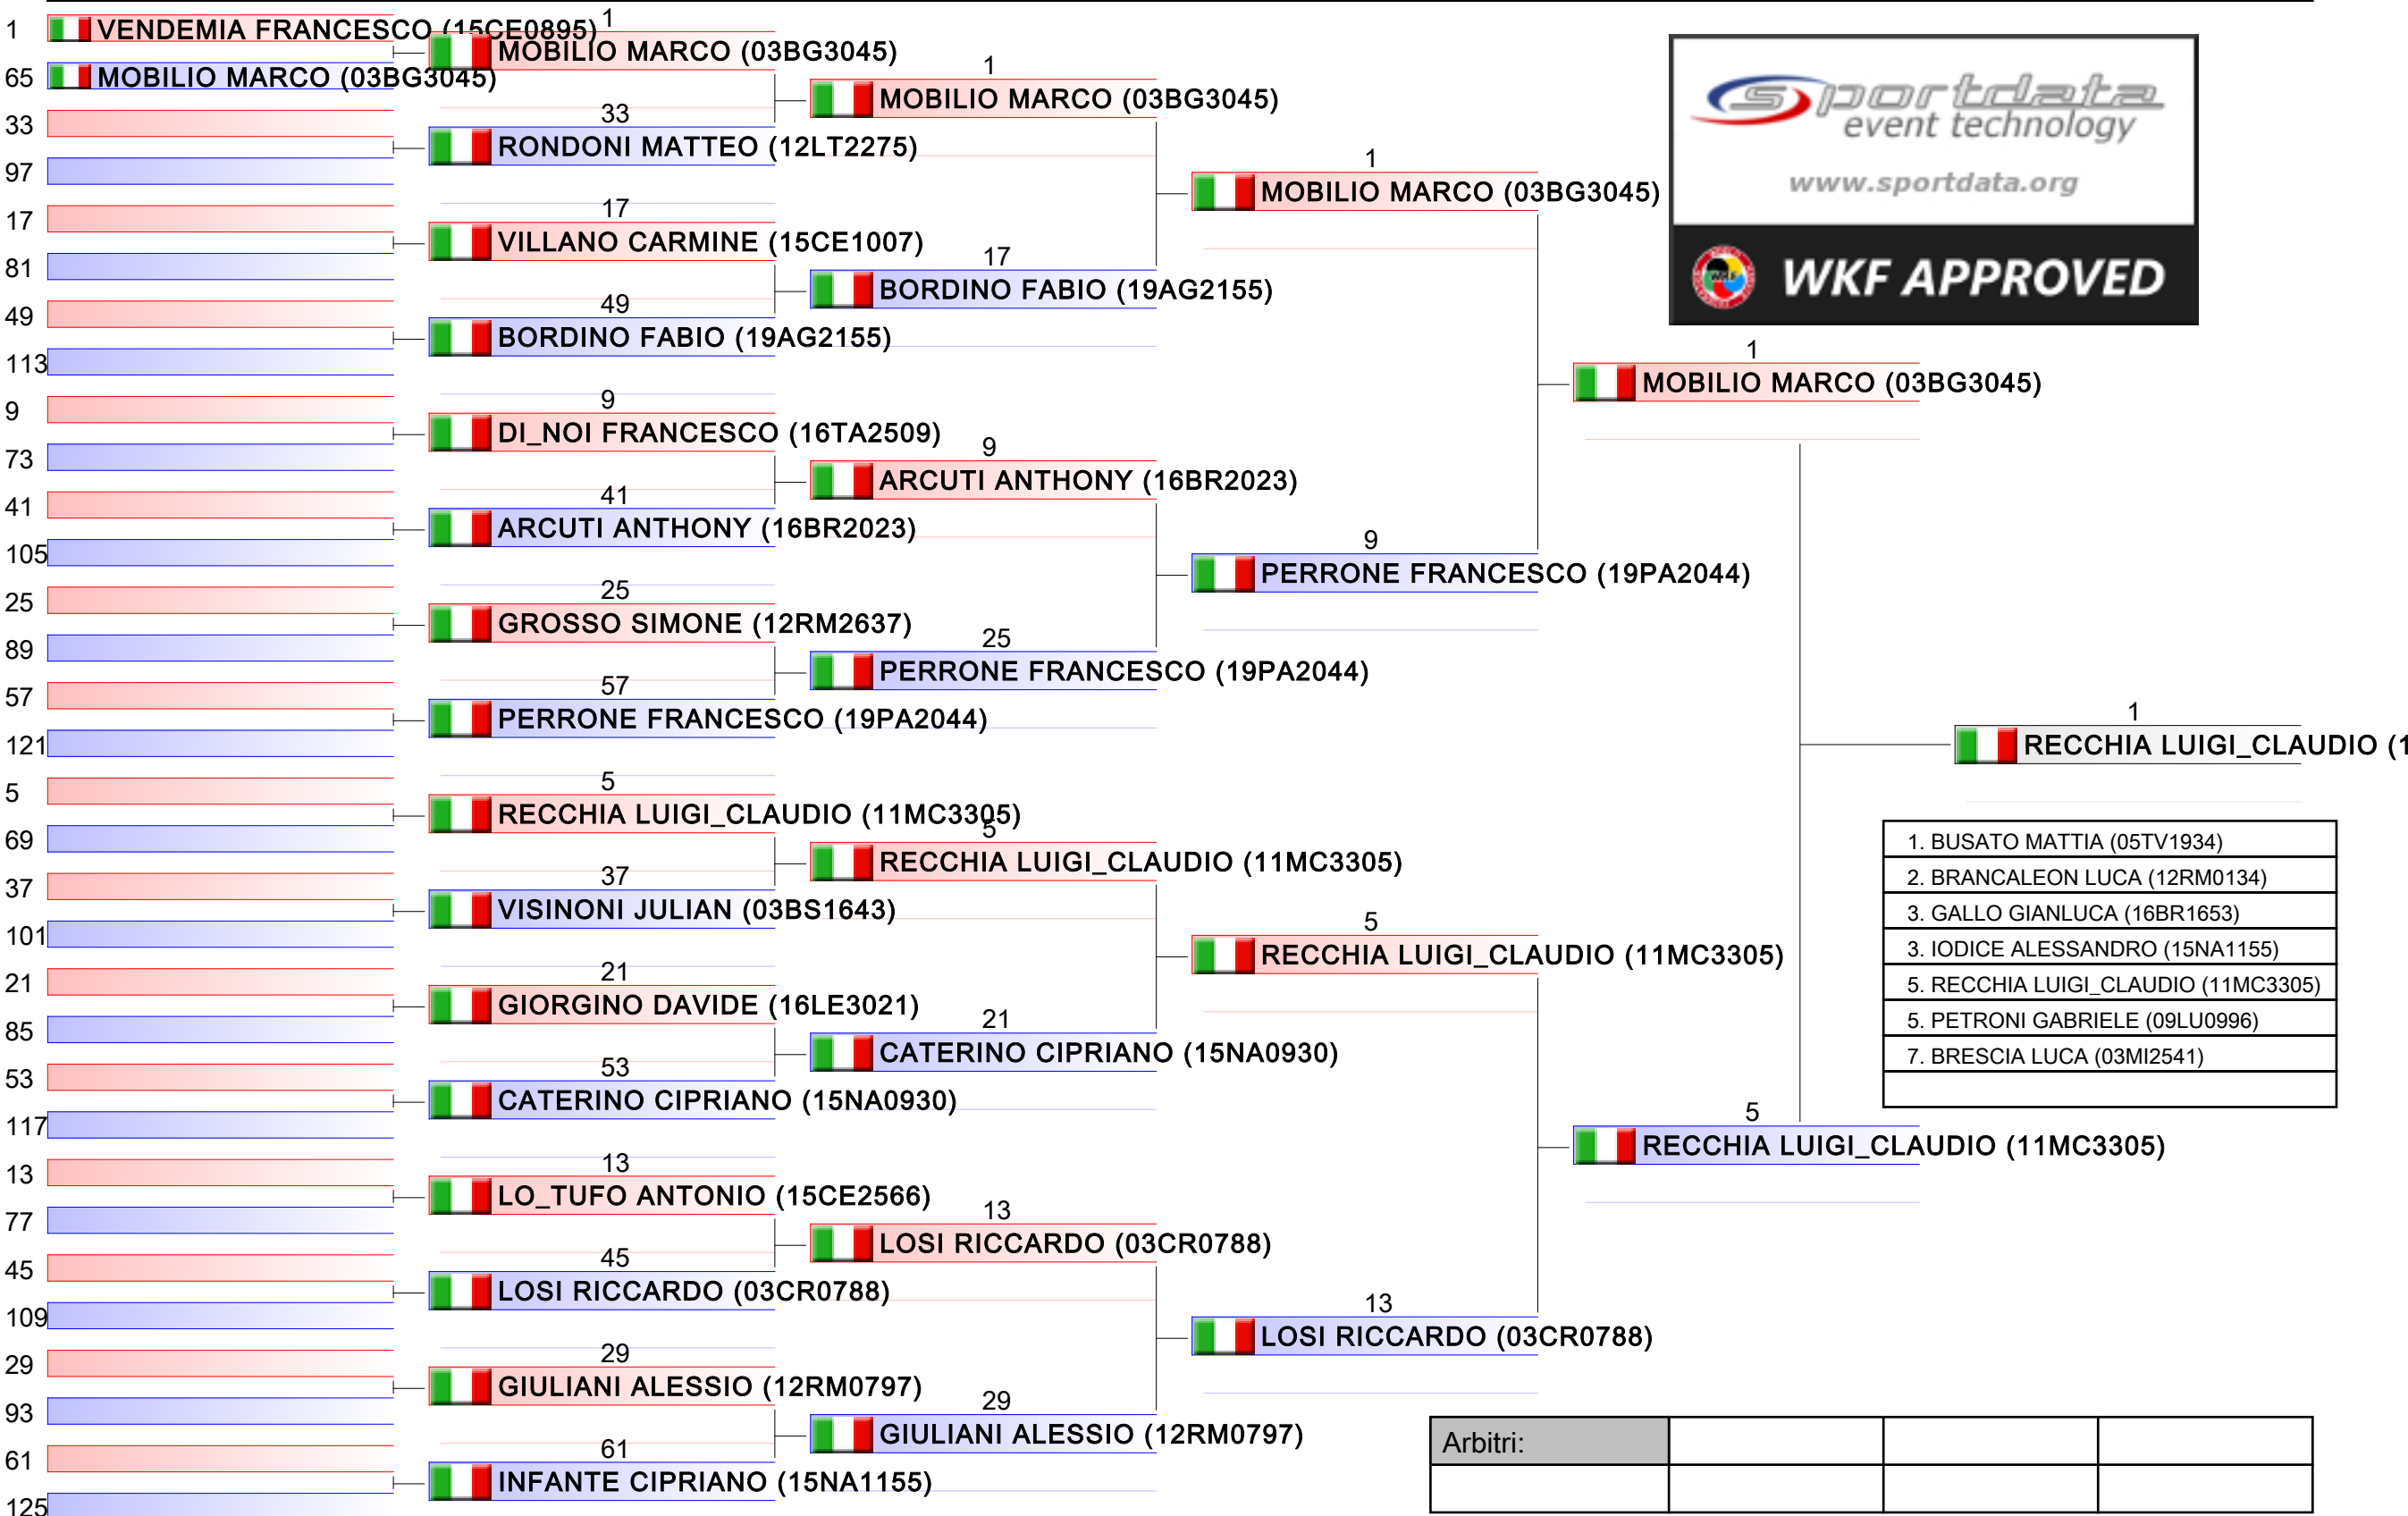 1 VENDEMIA FRANCESCO (15CE0895)
65 MOBILIO MARCO (03BG3045)
33
97
17
81
49
113
9
73
41
105
25
89
57
121
5
69
37
101
21
85
53
117
13
77
45
109
29
93
61
125
1
MOBILIO MARCO (03BG3045)
33
RONDONI MATTEO (12LT2275)
17
VILLANO CARMINE (15CE1007)
49
BORDINO FABIO (19AG2155)
9
DI_NOI FRANCESCO (16TA2509)
41
ARCUTI ANTHONY (16BR2023)
25
GROSSO SIMONE (12RM2637)
57
PERRONE FRANCESCO (19PA2044)
5
RECCHIA LUIGI_CLAUDIO (11MC3305)
37
VISINONI JULIAN (03BS1643)
21
GIORGINO DAVIDE (16LE3021)
53
CATERINO CIPRIANO (15NA0930)
13
LO_TUFO ANTONIO (15CE2566)
45
LOSI RICCARDO (03CR0788)
29
GIULIANI ALESSIO (12RM0797)
61
INFANTE CIPRIANO (15NA1155)
1
MOBILIO MARCO (03BG3045)
17
BORDINO FABIO (19AG2155)
9
ARCUTI ANTHONY (16BR2023)
25
PERRONE FRANCESCO (19PA2044)
5
RECCHIA LUIGI_CLAUDIO (11MC3305)
21
CATERINO CIPRIANO (15NA0930)
13
LOSI RICCARDO (03CR0788)
29
GIULIANI ALESSIO (12RM0797)
1
MOBILIO MARCO (03BG3045)
9
PERRONE FRANCESCO (19PA2044)
5
RECCHIA LUIGI_CLAUDIO (11MC3305)
13
LOSI RICCARDO (03CR0788)
1
MOBILIO MARCO (03BG3045)
5
RECCHIA LUIGI_CLAUDIO (11MC3305)
1
RECCHIA LUIGI_CLAUDIO (1
sportdata
event technology
www.sportdata.org
WKF
WKF APPROVED
1. BUSATO MATTIA (05TV1934)
2. BRANCALEON LUCA (12RM0134)
3. GALLO GIANLUCA (16BR1653)
3. IODICE ALESSANDRO (15NA1155)
5. RECCHIA LUIGI_CLAUDIO (11MC3305)
5. PETRONI GABRIELE (09LU0996)
7. BRESCIA LUCA (03MI2541)
Arbitri: